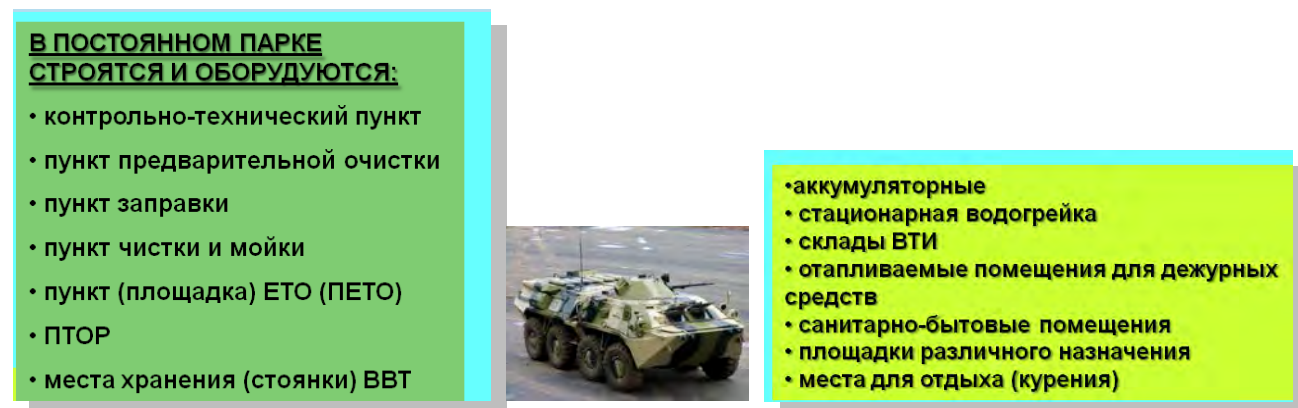 В ПОСТОЯННОМ ПАРКЕ
СТРОЯТСЯ И ОБОРУДУЮТСЯ:
• контрольно-технический пункт
• пункт предварительной очистки
• пункт заправки
• пункт чистки и мойки
• пункт (площадка) ЕТО (ПЕТО)
• ПТОР
• места хранения (стоянки) ВВТ
•аккумуляторные
• стационарная водогрейка
• склады ВТИ
• отапливаемые помещения для дежурных
средств
• санитарно-бытовые помещения
• площадки различного назначения
• места для отдыха (курения)